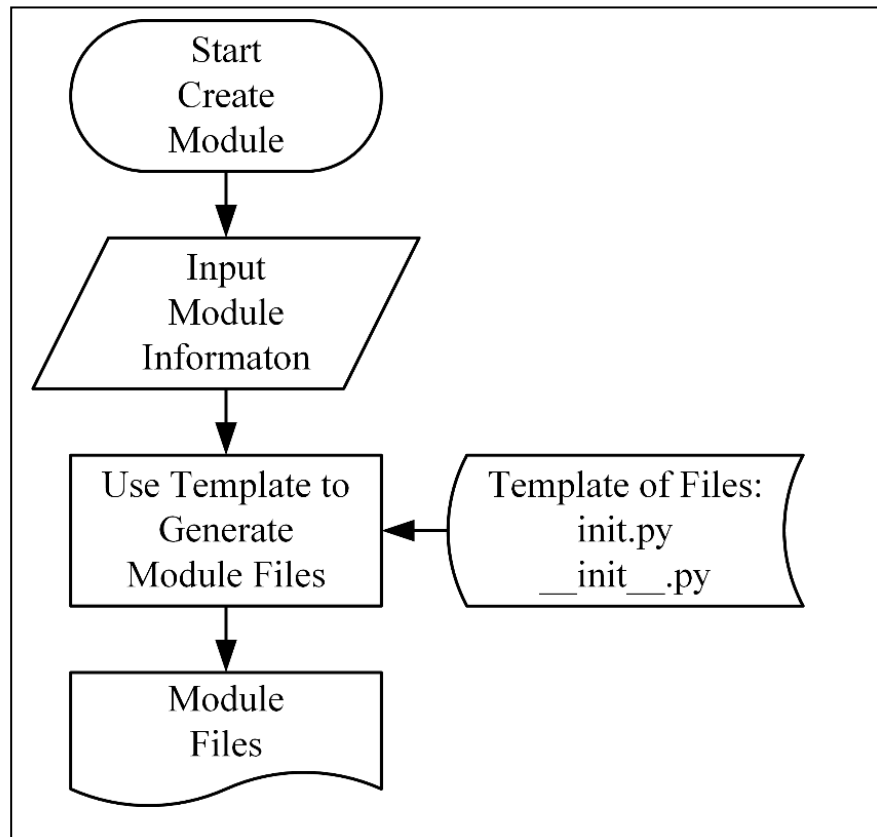 Start
Create
Module
Input
Module
Informaton
Use Template to
Generate
Module Files
Template of Files:
init.py
__init__.py
Module
Files